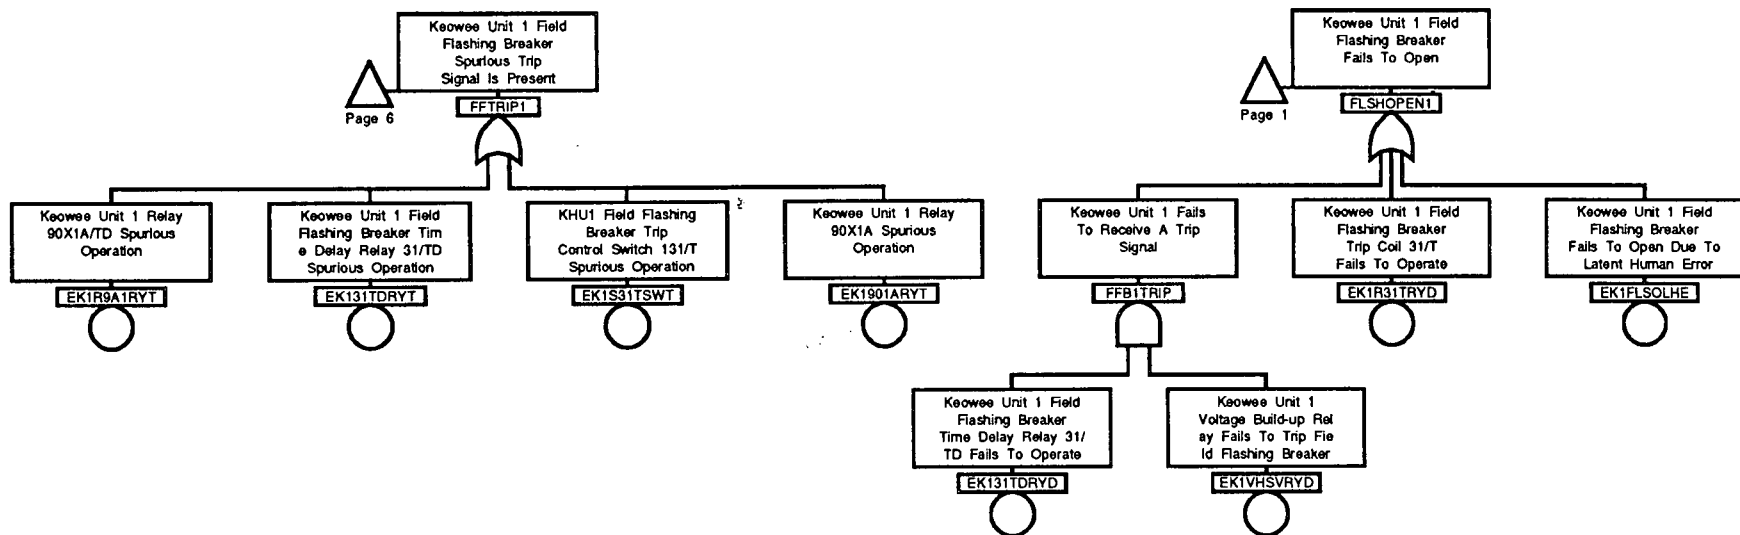 Keowee Unit 1 Field
Flashing Breaker
Spurious Trip
Signal Is Present
Page 6
FFTRIP1
Keowee Unit 1 Relay
90X1A/TD Spurious
Operation
EK1R9A1RYT
Keowee Unit 1 Field
Flashing Breaker Tim
e Delay Relay 31/TD
Spurious Operation
EK131TDRYT
KHU1 Field Flashing
Breaker Trip
Control Switch 131/T
Spurious Operation
EK1S31TSWT
Keowee Unit 1 Relay
90X1A Spurious
Operation
EK1901ARYT
Keowee Unit 1 Field
Flashing Breaker
Fails To Open
Page 1
FLSHOPEN1
Keowee Unit 1 Fails
To Receive A Trip
Signal
FFB1TRIP
Keowee Unit 1 Field
Flashing Breaker
Trip Coil 31/T
Fails To Operate
EK1R31TRYD
Keowee Unit 1 Field
Flashing Breaker
Fails To Open Due To
Latent Human Error
EK1FLSOLHE
Keowee Unit 1 Field
Flashing Breaker
Time Delay Relay 31/
TD Fails To Operate
EK131TDRYD
Keowee Unit 1
Voltage Build-up Rel
ay Fails To Trip Fie
ld Flashing Breaker
EK1VHSVRYD